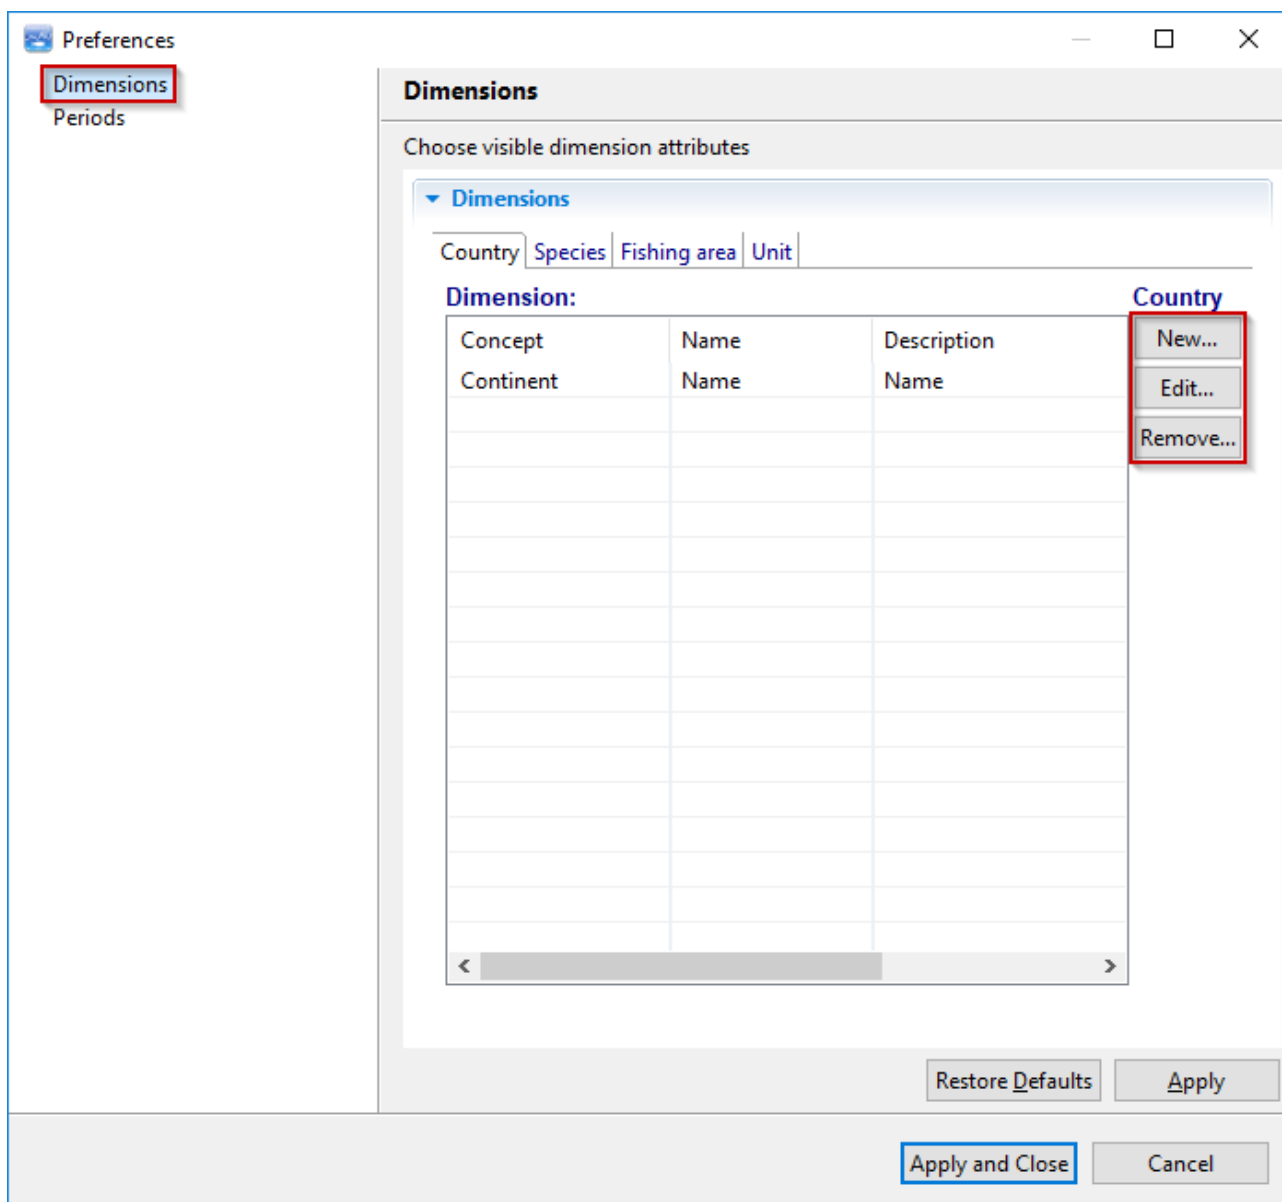 Preferences
Dimensions
Periods
Dimensions
Choose visible dimension attributes
Dimensions
Country Species Fishing area Unit
Dimension: Country
Concept Name Description New...
Continent Name Name Edit...
Remove...
Restore Defaults Apply
Apply and Close Cancel